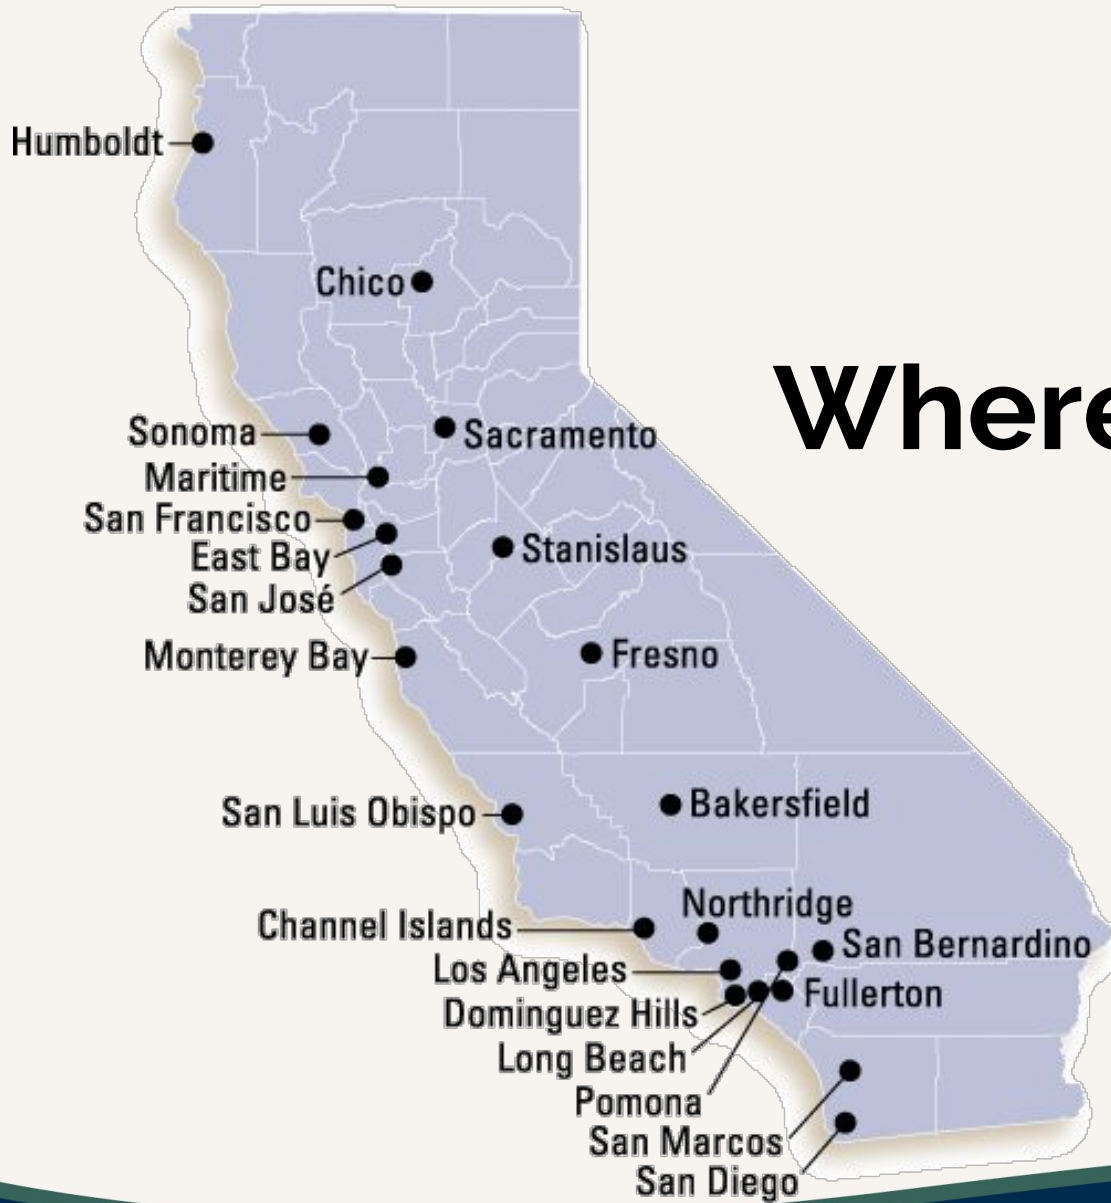 Humboldt
Chico
Where
Sonoma
Sacramento
Maritime
San Francisco
East Bay
Stanislaus
San José
Monterey Bay
Fresno
San Luis Obispo
Bakersfield
Northridge
Channel Islands
San Bernardino
Los Angeles
Fullerton
Dominguez Hills
Long Beach
Pomona
San Marcos
San Diego